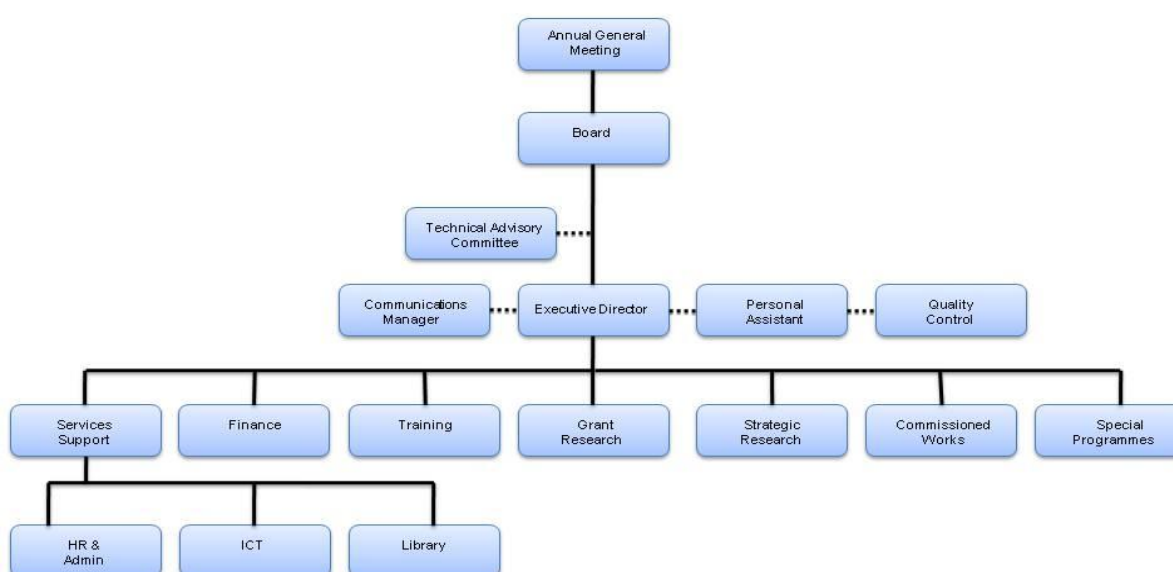 Annual General
Meeting
Board
Technical Advisory
Committee
Communications
Manager
Executive Director
Personal
Assistant
Quality
Control
Services
Support
Finance
Training
Grant
Research
Strategic
Research
Commissioned
Works
Special
Programmes
HR &
Admin
ICT
Library